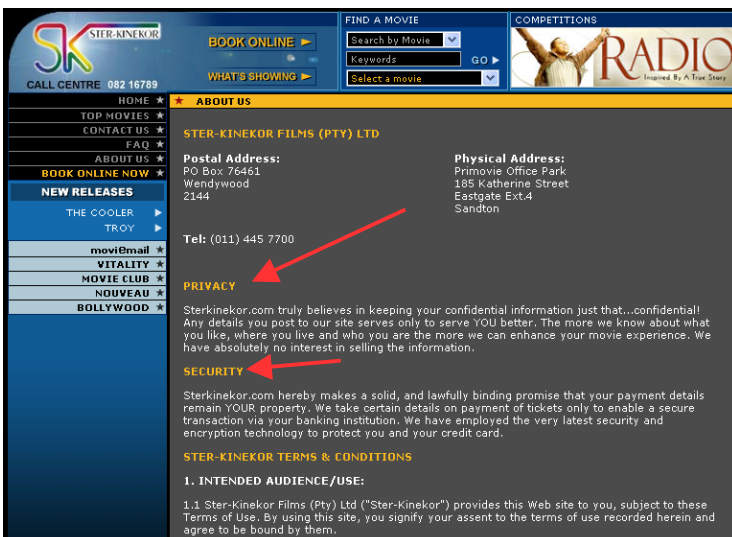 STER-KINEKOR
CALL CENTRE 082 16789
BOOK ONLINE
WHAT'S SHOWING
FIND A MOVIE
Search by Movie
Keywords
GO
Select a movie
COMPETITIONS
RADIO
Inspired By A True Story
HOME
TOP MOVIES
CONTACT US
FAQ
ABOUT US
BOOK ONLINE NOW
NEW RELEASES
THE COOLER
TROY
movi@mail
VITALITY
MOVIE CLUB
NOUVEAU
BOLLYWOOD
ABOUT US
STER-KINEKOR FILMS (PTY) LTD
Postal Address:
PO Box 76461
Wendywood
2144
Physical Address:
Primovie Office Park
185 Katherine Street
Eastgate Ext.4
Sandton
Tel: (011) 445 7700
PRIVACY
Sterkinekor.com truly believes in keeping your confidential information just that...confidential!
Any details you post to our site serves only to serve YOU better. The more we know about what
you like, where you live and who you are the more we can enhance your movie experience. We
have absolutely no interest in selling the information.
SECURITY
Sterkinekor.com hereby makes a solid, and lawfully binding promise that your payment details
remain YOUR property. We take certain details on payment of tickets only to enable a secure
transaction via your banking institution. We have employed the very latest security and
encryption technology to protect you and your credit card.
STER-KINEKOR TERMS & CONDITIONS
1. INTENDED AUDIENCE/USE:
1.1 Ster-Kinekor Films (Pty) Ltd ("Ster-Kinekor") provides this Web site to you, subject to these
Terms of Use. By using this site, you signify your assent to the terms of use recorded herein and
agree to be bound by them.